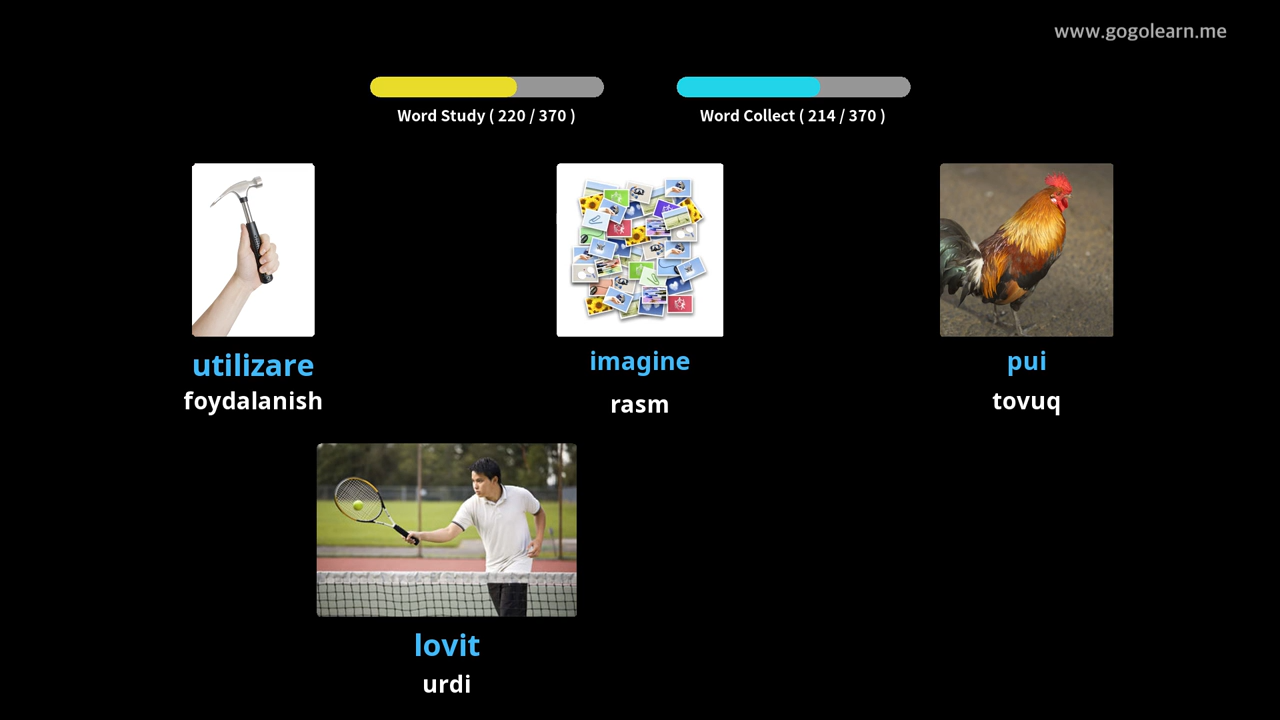 www.gogolearn.me
Word Study ( 220 / 370 )
Word Collect ( 214 / 370 )
utilizare
foydalanish
imagine
rasm
pui
tovuq
lovit
urdi